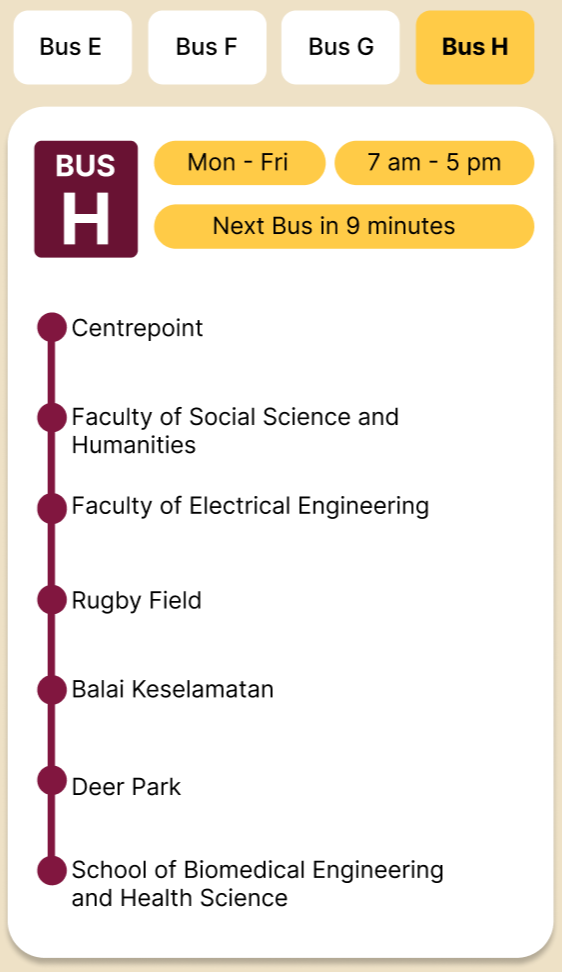 Bus E
Bus F
Bus G
Bus H
BUS
H
Mon - Fri
7 am - 5 pm
Next Bus in 9 minutes
Centrepoint
Faculty of Social Science and
Humanities
Faculty of Electrical Engineering
Rugby Field
Balai Keselamatan
Deer Park
School of Biomedical Engineering
and Health Science